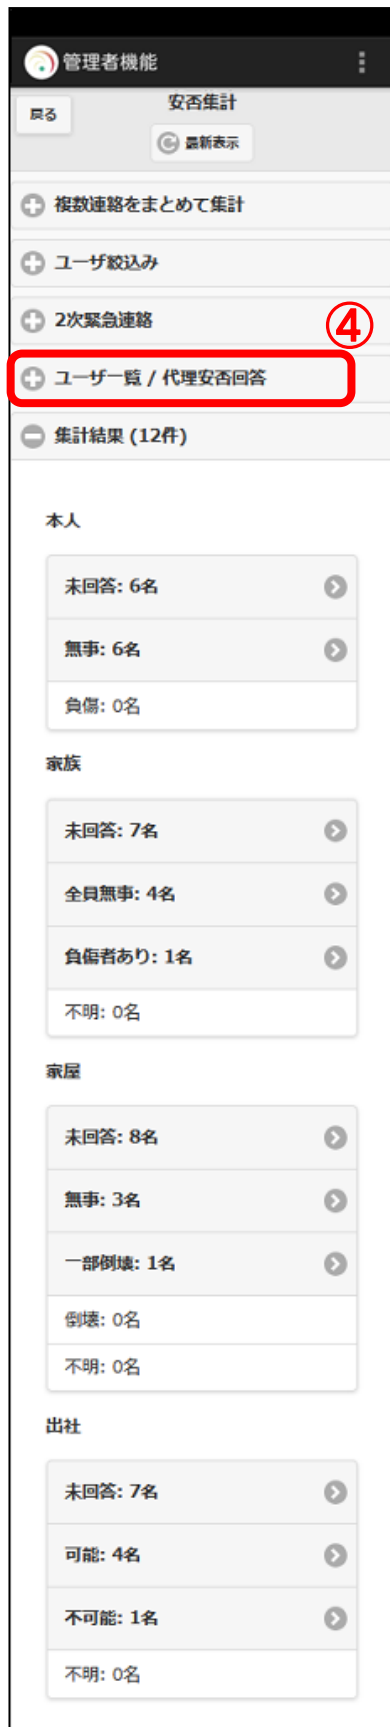 管理者機能
戻る
安否集計
最新表示
複数連絡をまとめて集計
ユーザ絞込み
2次緊急連絡
④
ユーザ一覧 / 代理安否回答
集計結果 (12件)
本人
未回答: 6名
無事: 6名
負傷: 0名
家族
未回答: 7名
全員無事: 4名
負傷者あり: 1名
不明: 0名
家屋
未回答: 8名
無事: 3名
一部倒壊: 1名
倒壊: 0名
不明: 0名
出社
未回答: 7名
可能: 4名
不可能: 1名
不明: 0名